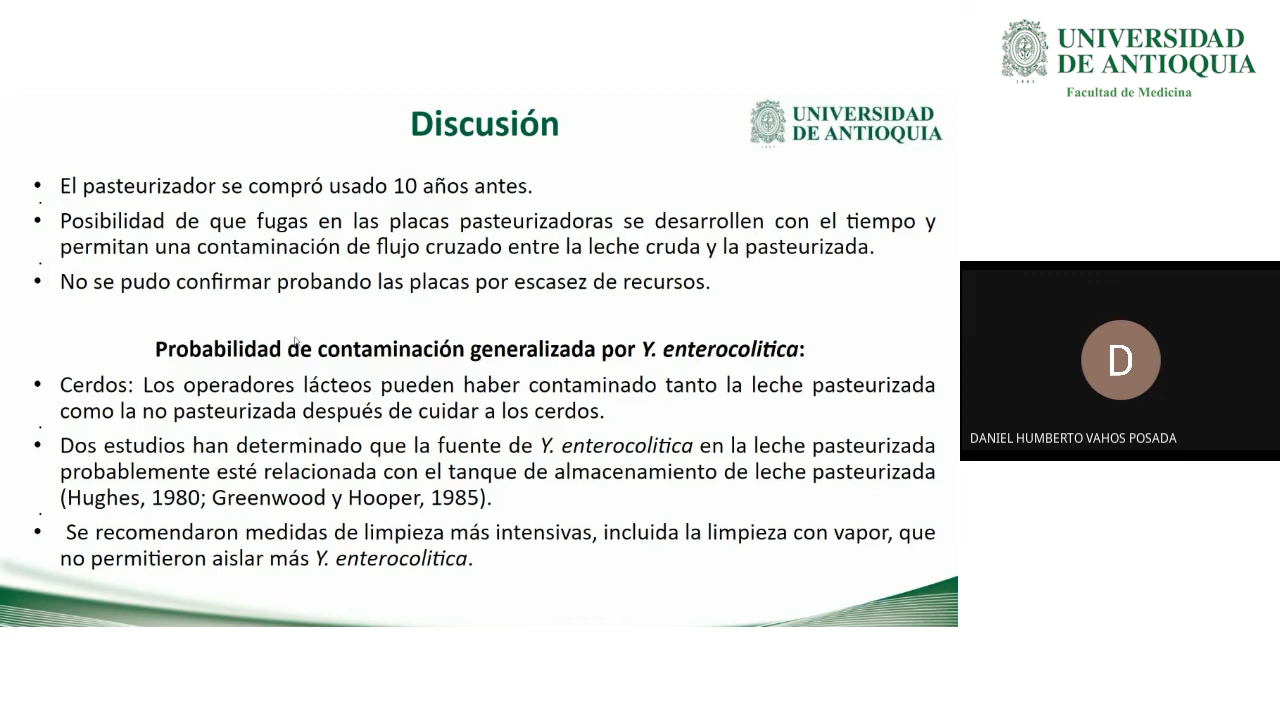 UNIVERSIDAD
DE ANTIOQUIA
1803
Facultad de Medicina
Discusión
UNIVERSIDAD
DE ANTIOQUIA
• El pasteurizador se compró usado 10 años antes.
• Posibilidad de que fugas en las placas pasteurizadoras se desarrollen con el tiempo y
permitan una contaminación de flujo cruzado entre la leche cruda y la pasteurizada.
• No se pudo confirmar probando las placas por escasez de recursos.
Probabilidad de contaminación generalizada por Y. enterocolitica:
• Cerdos: Los operadores lácteos pueden haber contaminado tanto la leche pasteurizada
como la no pasteurizada después de cuidar a los cerdos.
• Dos estudios han determinado que la fuente de Y. enterocolitica en la leche pasteurizada
probablemente esté relacionada con el tanque de almacenamiento de leche pasteurizada
(Hughes, 1980; Greenwood y Hooper, 1985).
• Se recomendaron medidas de limpieza más intensivas, incluida la limpieza con vapor, que
no permitieron aislar más Y. enterocolitica.
D
DANIEL HUMBERTO VAHOS POSADA